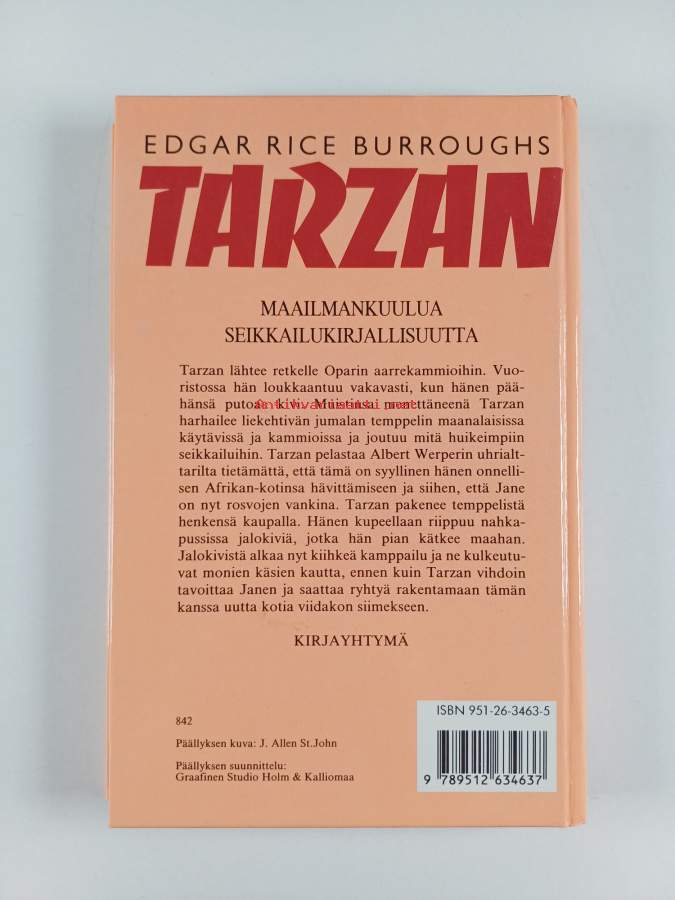 EDGAR RICE BURROUGHS
TARZAN
MAAILMANKUULUA
SEIKKAILUKIRJALLISUUTTA
Tarzan lähtee retkelle Oparin aarrekammioihin. Vuo-
ristossa hän loukkaantuu vakavasti, kun hänen pää-
hänsä putoaa kivi. Muistinsa menettäneenä Tarzan
Antikvariaatti.net
harhailee liekehtivän jumalan temppelin maanalaisissa
käytävissä ja kammioissa ja joutuu mitä huikeimpiin
seikkailuihin. Tarzan pelastaa Albert Werperin uhrialt-
tarilta tietämättä, että tämä on syyllinen hänen onnelli-
sen Afrikan-kotinsa hävittämiseen ja siihen, että Jane
on nyt rosvojen vankina. Tarzan pakenee temppelistä
henkensä kaupalla. Hänen kupeellaan riippuu nahka-
pussissa jalokiviä, jotka hän pian kätkee maahan.
Jalokivistä alkaa nyt kiihkeä kamppailu ja ne kulkeutu-
vat monien käsien kautta, ennen kuin Tarzan vihdoin
tavoittaa Janen ja saattaa ryhtyä rakentamaan tämän
kanssa uutta kotia viidakon siimekseen.
KIRJAYHTYMÄ
842
Päällyksen kuva: J. Allen St.John
Päällyksen suunnittelu:
Graafinen Studio Holm & Kalliomaa
ISBN 951-26-3463-5
9 789512 634637